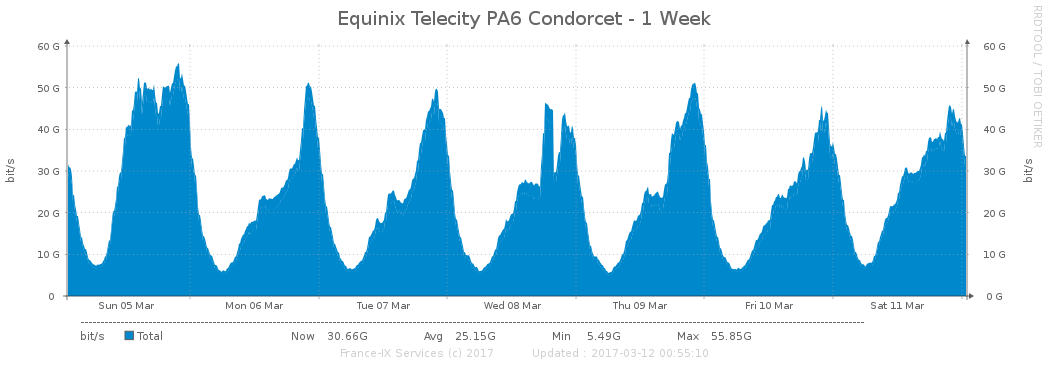 Equinix Telecity PA6 Condorcet - 1 Week
RRDTOOL / TOBI OETIKER
bit/s
60 G
50 G
40 G
30 G
20 G
10 G
0
60 G
50 G
40 G
30 G
20 G
10 G
0 G
bit/s
Sun 05 Mar Mon 06 Mar Tue 07 Mar Wed 08 Mar Thu 09 Mar Fri 10 Mar Sat 11 Mar
bit/s Total Now 30.66G Avg 25.15G Min 5.49G Max 55.85G
France-IX Services (c) 2017 Updated : 2017-03-12 00:55:10